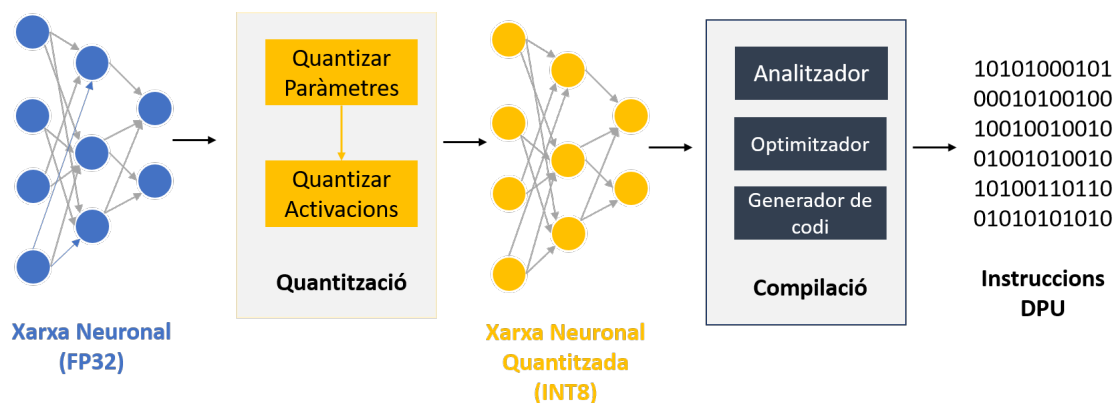 Xarxa Neuronal
(FP32)
Quantizar
Paràmetres
Quantizar
Activacions
Quantització
Xarxa Neuronal
Quantitzada
(INT8)
Analitzador
Optimitzador
Generador de
codi
Compilació
10101000101
00010100100
10010010010
01001010010
10100110110
01010101010
Instruccions
DPU